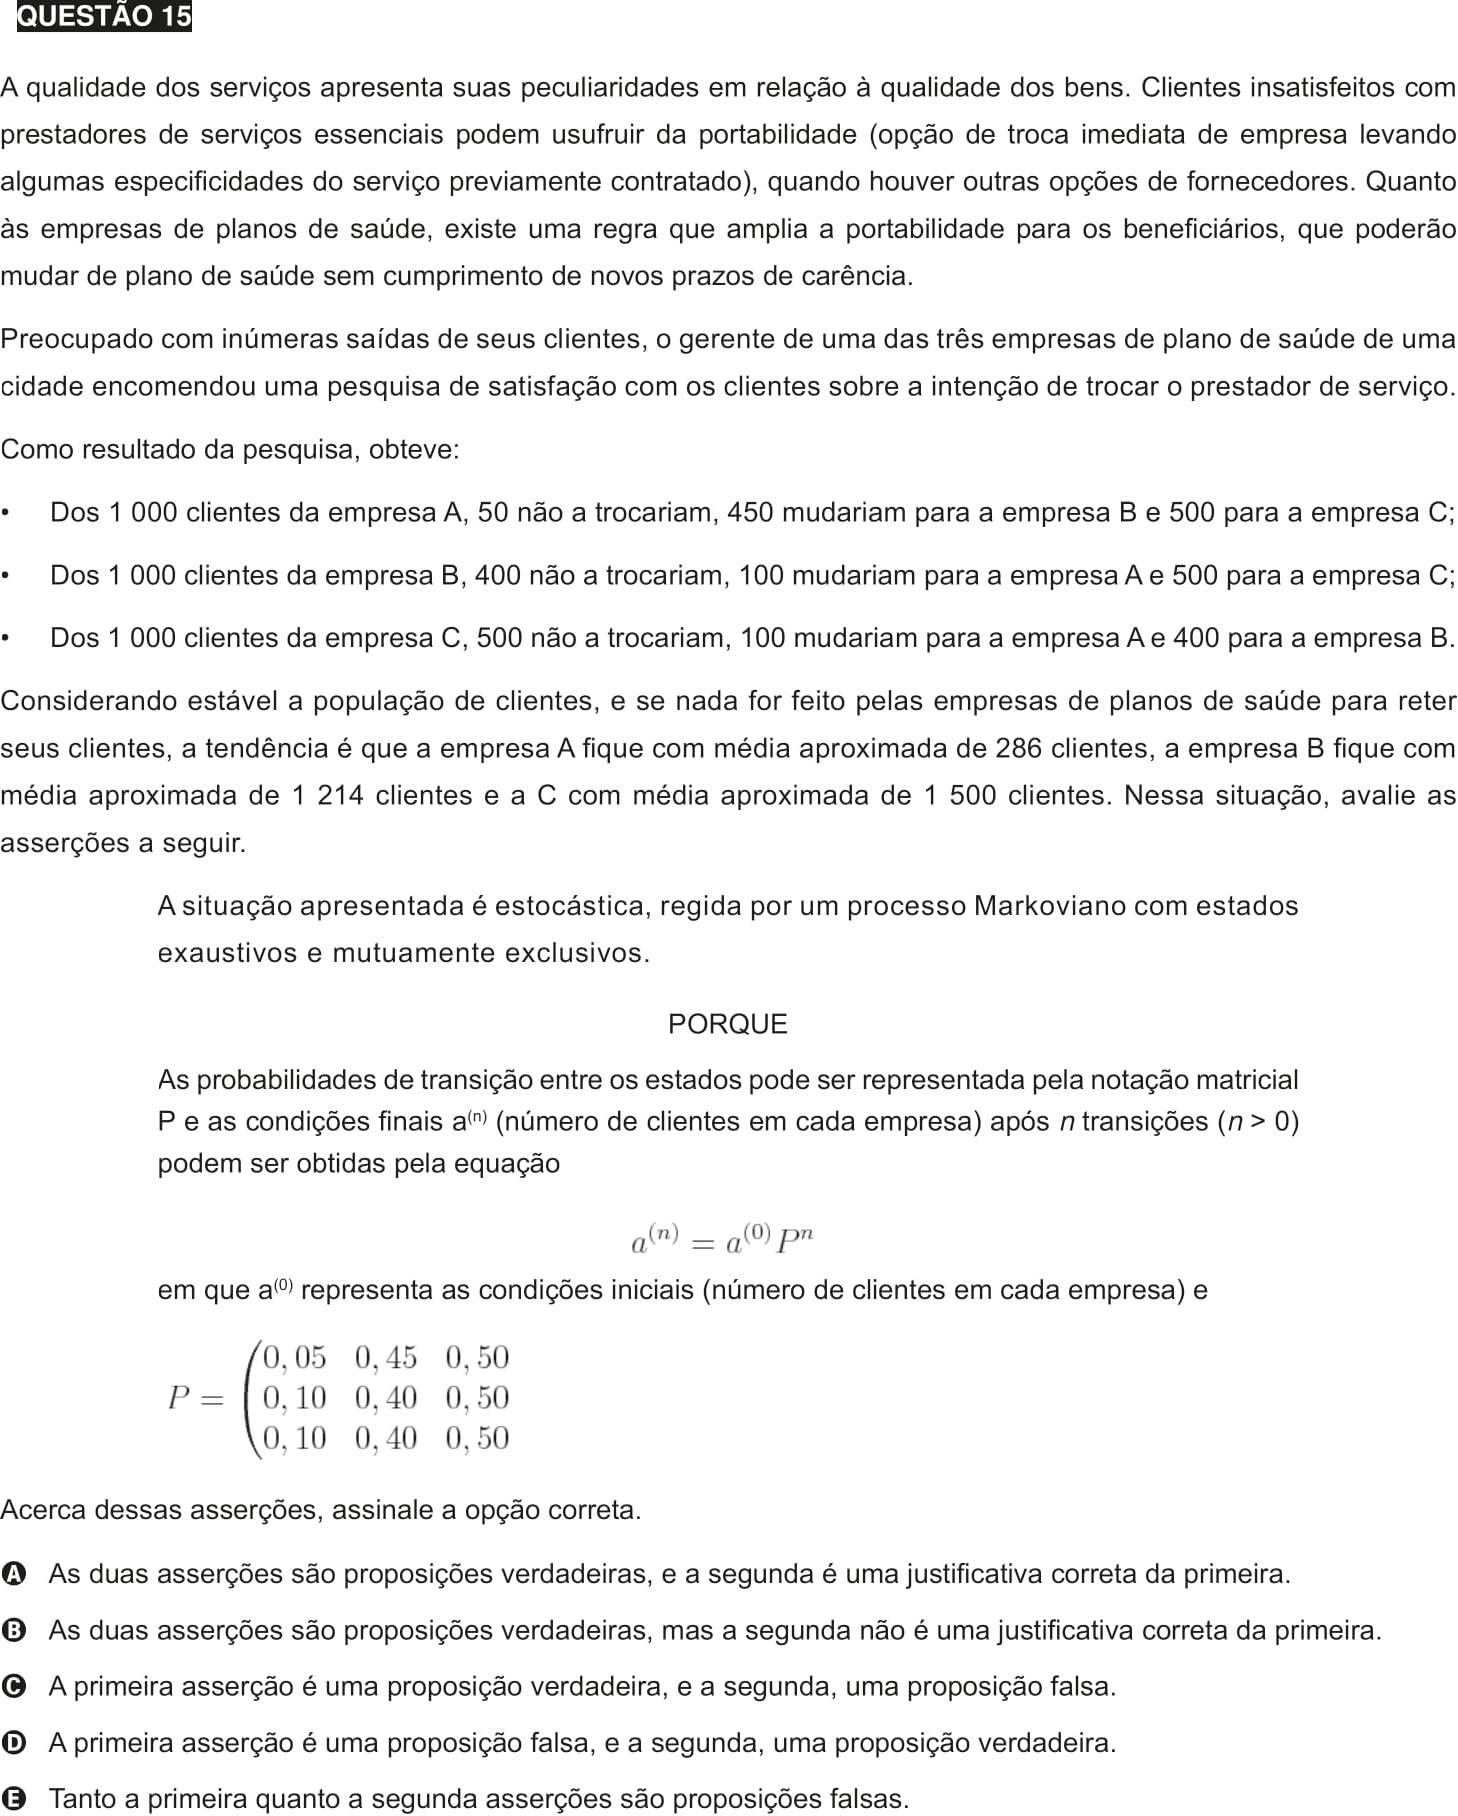 QUESTÃO 15
A qualidade dos serviços apresenta suas peculiaridades em relação à qualidade dos bens. Clientes insatisfeitos com
prestadores de serviços essenciais podem usufruir da portabilidade (opção de troca imediata de empresa levando
algumas especificidades do serviço previamente contratado), quando houver outras opções de fornecedores. Quanto
às empresas de planos de saúde, existe uma regra que amplia a portabilidade para os beneficiários, que poderão
mudar de plano de saúde sem cumprimento de novos prazos de carência.
Preocupado com inúmeras saídas de seus clientes, o gerente de uma das três empresas de plano de saúde de uma
cidade encomendou uma pesquisa de satisfação com os clientes sobre a intenção de trocar o prestador de serviço.
Como resultado da pesquisa, obteve:
• Dos 1 000 clientes da empresa A, 50 não a trocariam, 450 mudariam para a empresa B e 500 para a empresa C;
• Dos 1 000 clientes da empresa B, 400 não a trocariam, 100 mudariam para a empresa A e 500 para a empresa C;
• Dos 1 000 clientes da empresa C, 500 não a trocariam, 100 mudariam para a empresa A e 400 para a empresa B.
Considerando estável a população de clientes, e se nada for feito pelas empresas de planos de saúde para reter
seus clientes, a tendência é que a empresa A fique com média aproximada de 286 clientes, a empresa B fique com
média aproximada de 1 214 clientes e a C com média aproximada de 1 500 clientes. Nessa situação, avalie as
asserções a seguir.
A situação apresentada é estocástica, regida por um processo Markoviano com estados
exaustivos e mutuamente exclusivos.
PORQUE
As probabilidades de transição entre os estados pode ser representada pela notação matricial
P e as condições finais a⁽ⁿ⁾ (número de clientes em cada empresa) após n transições (n > 0)
podem ser obtidas pela equação
a⁽ⁿ⁾ = a⁽⁰⁾Pⁿ
em que a⁽⁰⁾ representa as condições iniciais (número de clientes em cada empresa) e
0,05 0,45 0,50
P = ( 0,10 0,40 0,50
0,10 0,40 0,50
Acerca dessas asserções, assinale a opção correta.
A As duas asserções são proposições verdadeiras, e a segunda é uma justificativa correta da primeira.
B As duas asserções são proposições verdadeiras, mas a segunda não é uma justificativa correta da primeira.
C A primeira asserção é uma proposição verdadeira, e a segunda, uma proposição falsa.
D A primeira asserção é uma proposição falsa, e a segunda, uma proposição verdadeira.
E Tanto a primeira quanto a segunda asserções são proposições falsas.